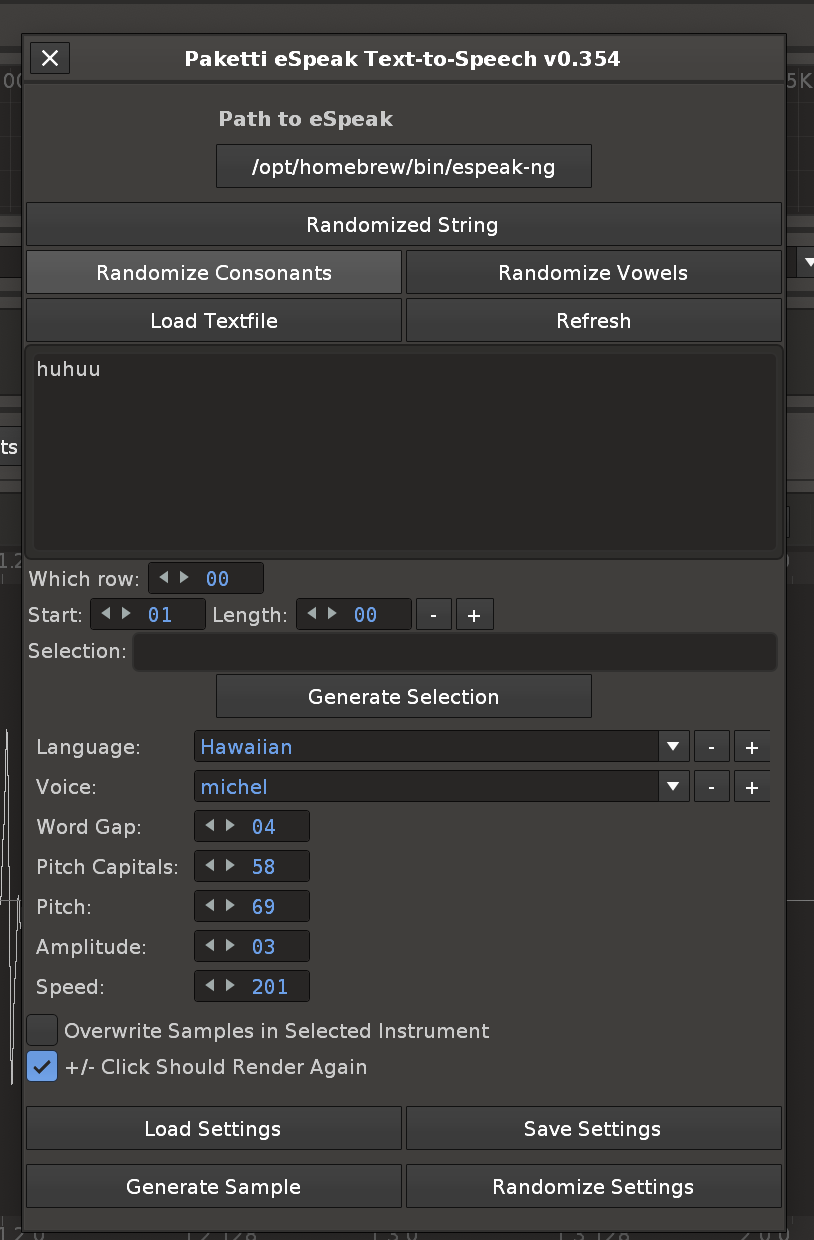 Paketti eSpeak Text-to-Speech v0.354
5K
Path to eSpeak
/opt/homebrew/bin/espeak-ng
Randomized String
Randomize Consonants Randomize Vowels
Load Textfile Refresh
huhuu
ts
Which row: 00
Start: 01 Length: 00 - +
Selection:
Generate Selection
Language: Hawaiian - +
Voice: michel - +
Word Gap: 04
Pitch Capitals: 58
Pitch: 69
Amplitude: 03
Speed: 201
Overwrite Samples in Selected Instrument
+/- Click Should Render Again
Load Settings Save Settings
Generate Sample Randomize Settings